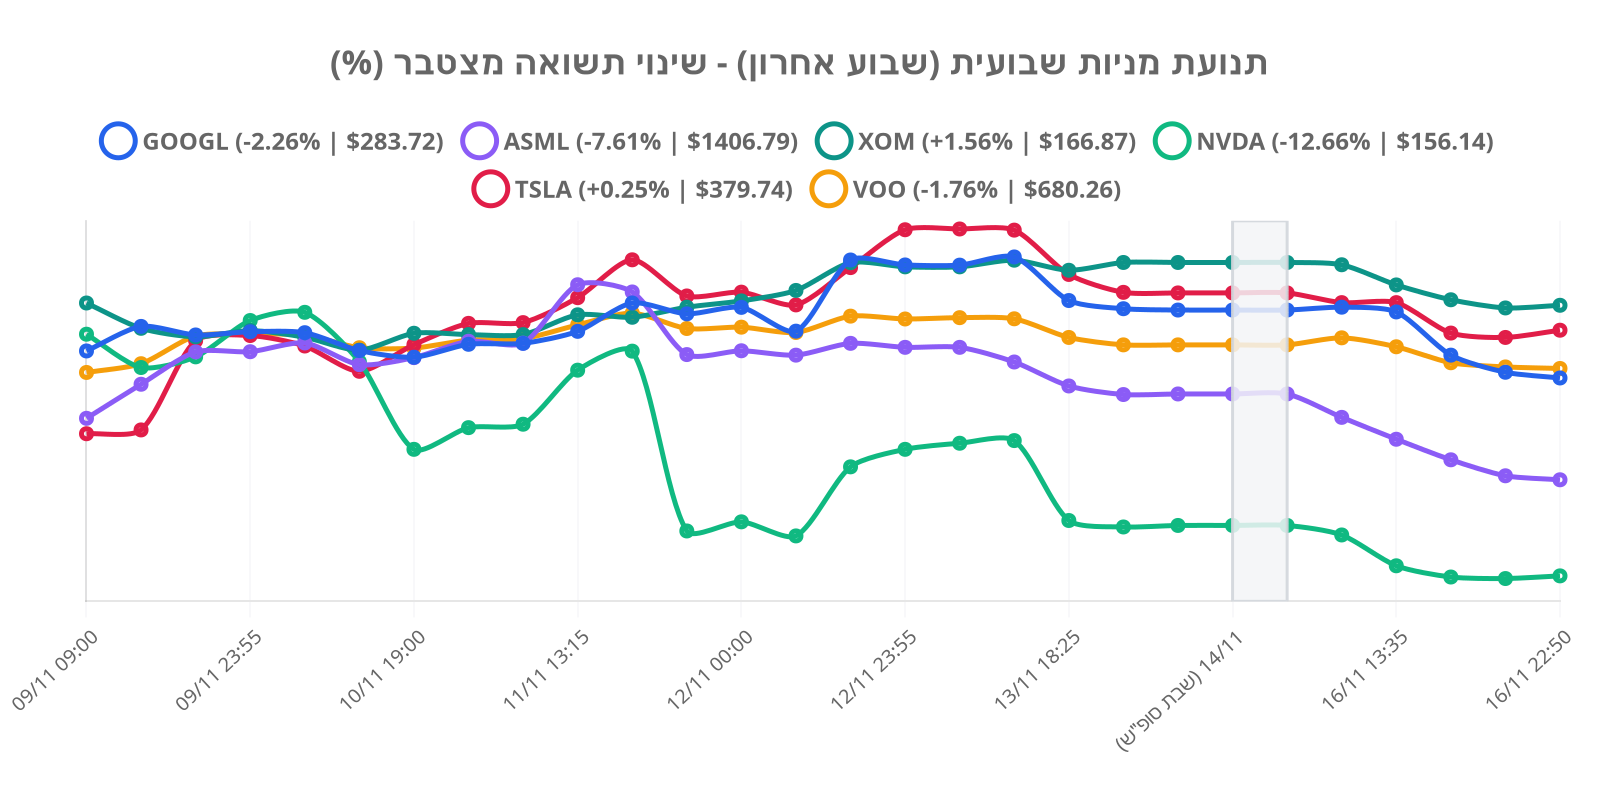 תנועת מניות שבועית (שבוע אחרון) - שינוי תשואה מצטבר (%)
GOOGL (-2.26% | $283.72) ASML (-7.61% | $1406.79) XOM (+1.56% | $166.87) NVDA (-12.66% | $156.14)
TSLA (+0.25% | $379.74) VOO (-1.76% | $680.26)
09/11 09:00
09/11 23:55
10/11 19:00
11/11 13:15
12/11 00:00
12/11 23:55
13/11 18:25
14/11 (שבת סופ"ש)
16/11 13:35
16/11 22:50